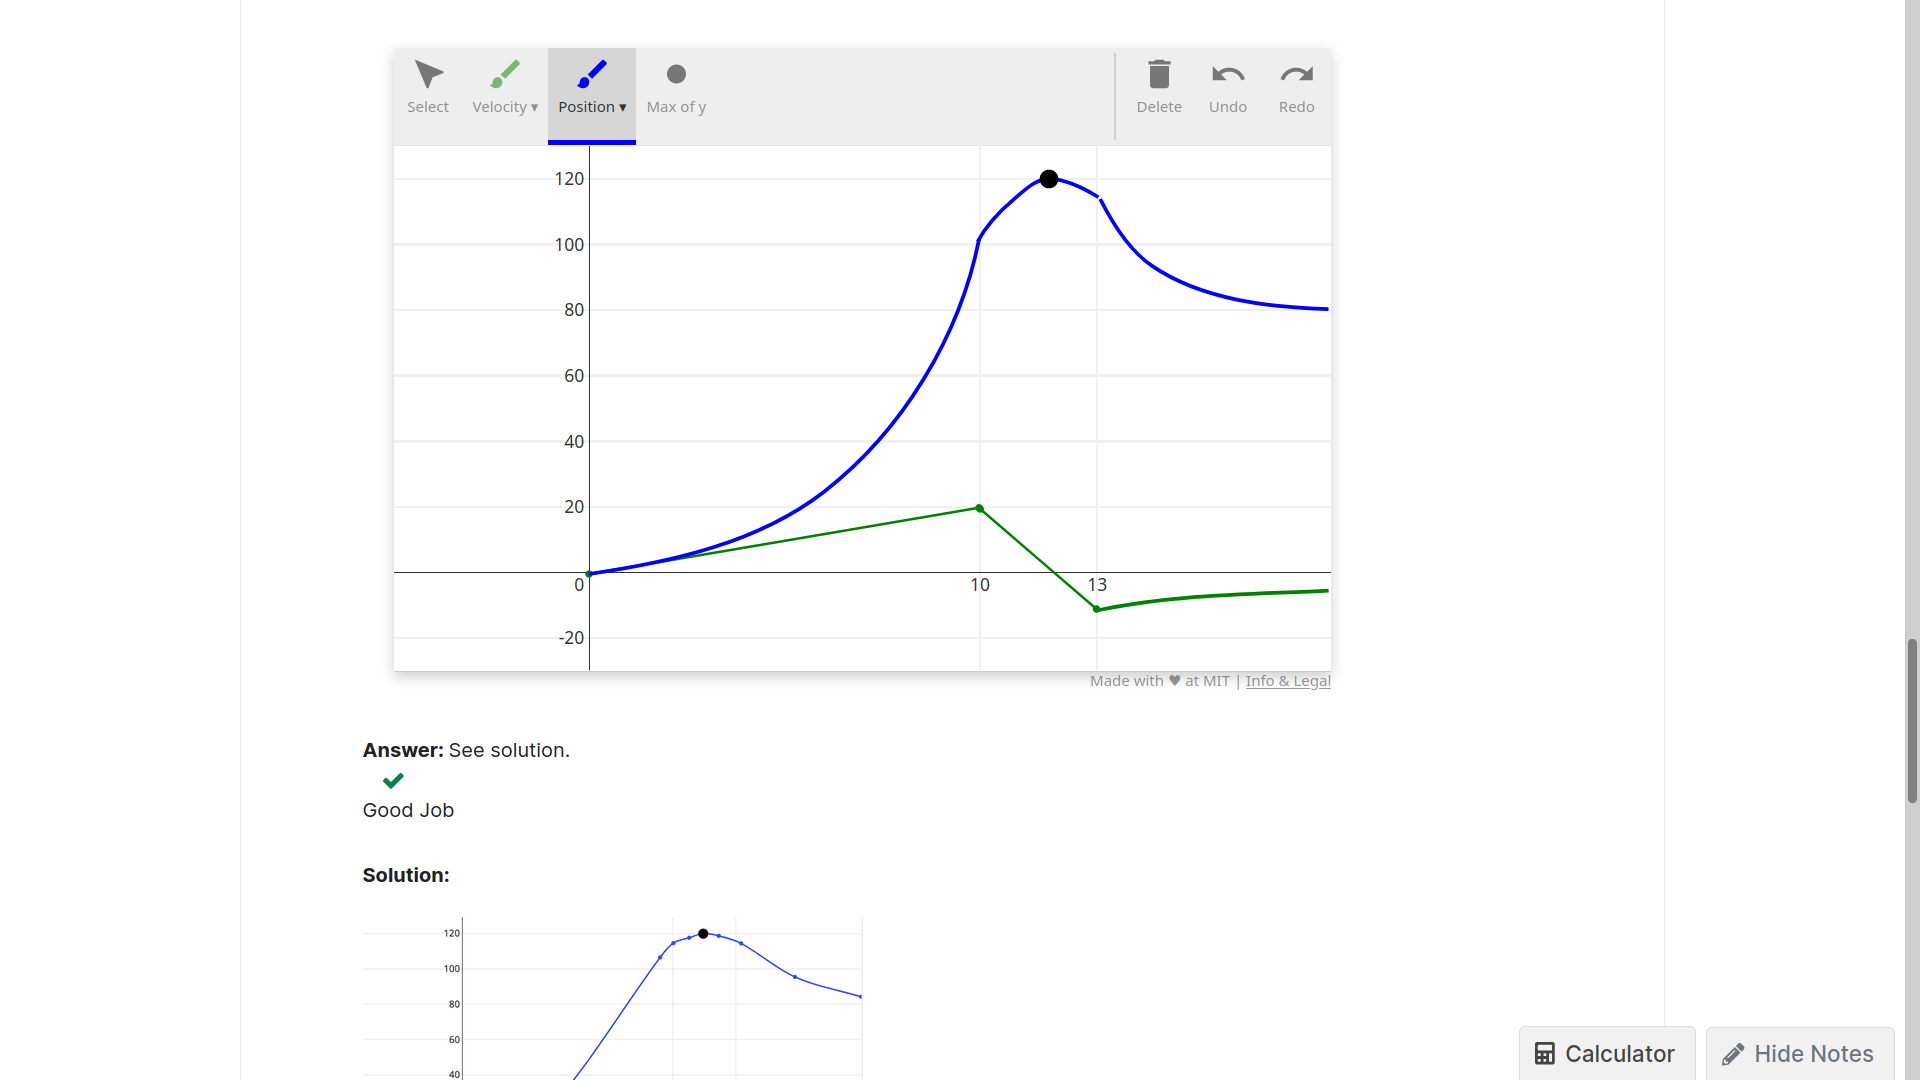 Select Velocity ▾ Position ▾ Max of y Delete Undo Redo
120
100
80
60
40
20
0 10 13
-20
Made with ♥ at MIT | Info & Legal
Answer: See solution.
Good Job
Solution:
120
100
80
60
40
Calculator Hide Notes